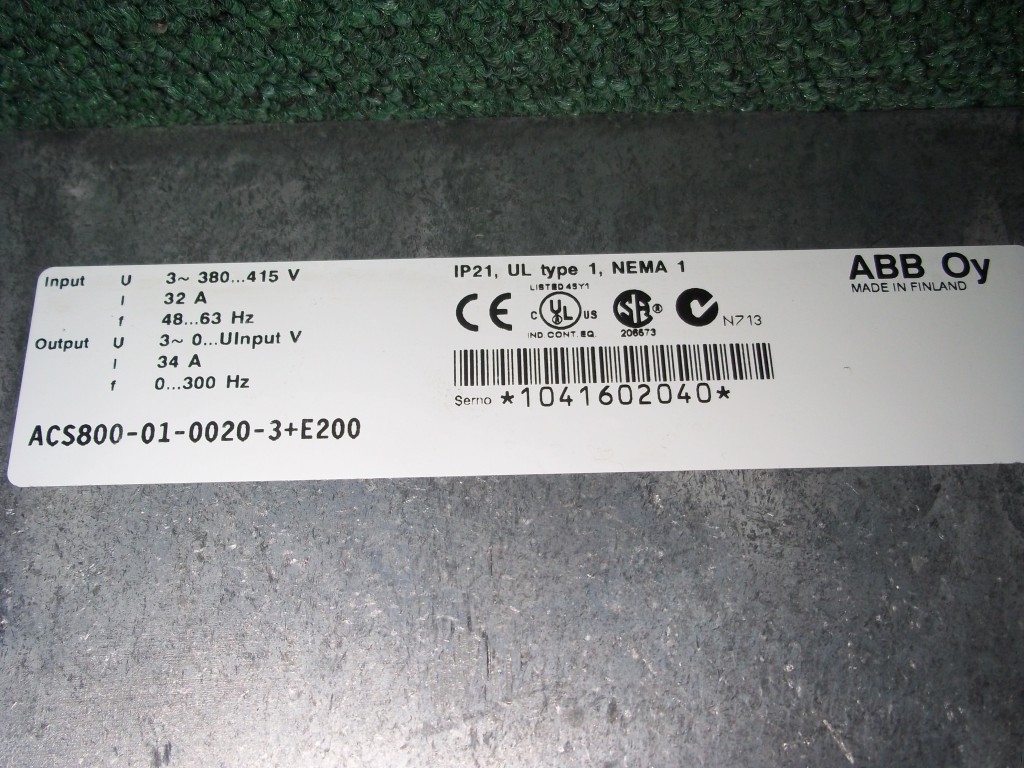 Input U 3~ 380...415 V
I 32 A
f 48...63 Hz
Output U 3~ 0...UInput V
I 34 A
f 0...300 Hz
ACS800-01-0020-3+E200
IP21, UL type 1, NEMA 1
LISTED 45Y1
CE C UL US SA ® N713
IND. CONT. EQ. 206673
Serno *1041602040*
ABB Oy
MADE IN FINLAND